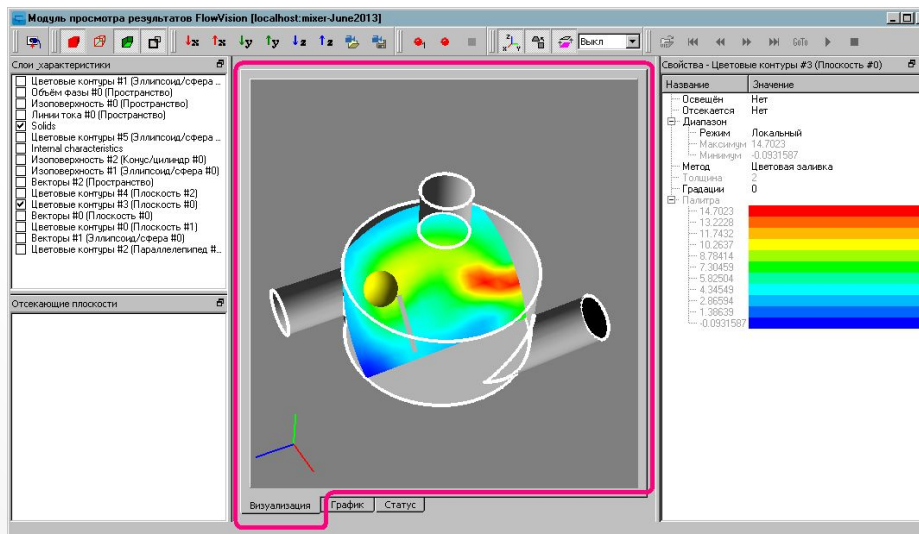 Модуль просмотра результатов FlowVision [localhost:mixer-June2013]
↓x ↑x ↓y ↑y ↓z ↑z Выкл GoTo
Слои_характеристики
Цветовые контуры #1 (Эллипсоид/сфера ...
Объём фазы #0 (Пространство)
Изоповерхность #0 (Пространство)
Линии тока #0 (Пространство)
Solids
Цветовые контуры #5 (Эллипсоид/сфера ...
Internal characteristics
Изоповерхность #2 (Конус/цилиндр #0)
Изоповерхность #1 (Эллипсоид/сфера #0)
Векторы #2 (Пространство)
Цветовые контуры #4 (Плоскость #2)
Цветовые контуры #3 (Плоскость #0)
Векторы #0 (Плоскость #0)
Цветовые контуры #0 (Плоскость #1)
Векторы #1 (Эллипсоид/сфера #0)
Цветовые контуры #2 (Параллелепипед #...
Отсекающие плоскости
Визуализация График Статус
Свойства - Цветовые контуры #3 (Плоскость #0)
Название Значение
Освещён Нет
Отсекается Нет
Диапазон
Режим Локальный
Максимум 14.7023
Минимум -0.0931587
Метод Цветовая заливка
Толщина 2
Градации 0
Палитра
14.7023
13.2228
11.7432
10.2637
8.78414
7.30459
5.82504
4.34549
2.86594
1.38639
-0.0931587